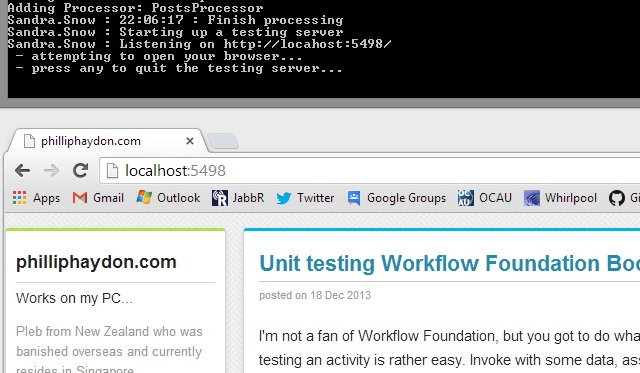 Adding Processor: PostsProcessor
Sandra.Snow : 22:06:17 : Finish processing
Sandra.Snow : Starting up a testing server
Sandra.Snow : Listening on http://locahost:5498/
- attempting to open your browser...
- press any to quit the testing server...
philliphaydon.com
localhost:5498
Apps Gmail Outlook JabbR Twitter Google Groups OCAU Whirlpool Gi
philliphaydon.com
Works on my PC...
Pleb from New Zealand who was
banished overseas and currently
resides in Singapore
Unit testing Workflow Foundation Boo
posted on 18 Dec 2013
I'm not a fan of Workflow Foundation, but you got to do wha
testing an activity is rather easy. Invoke with some data, ass